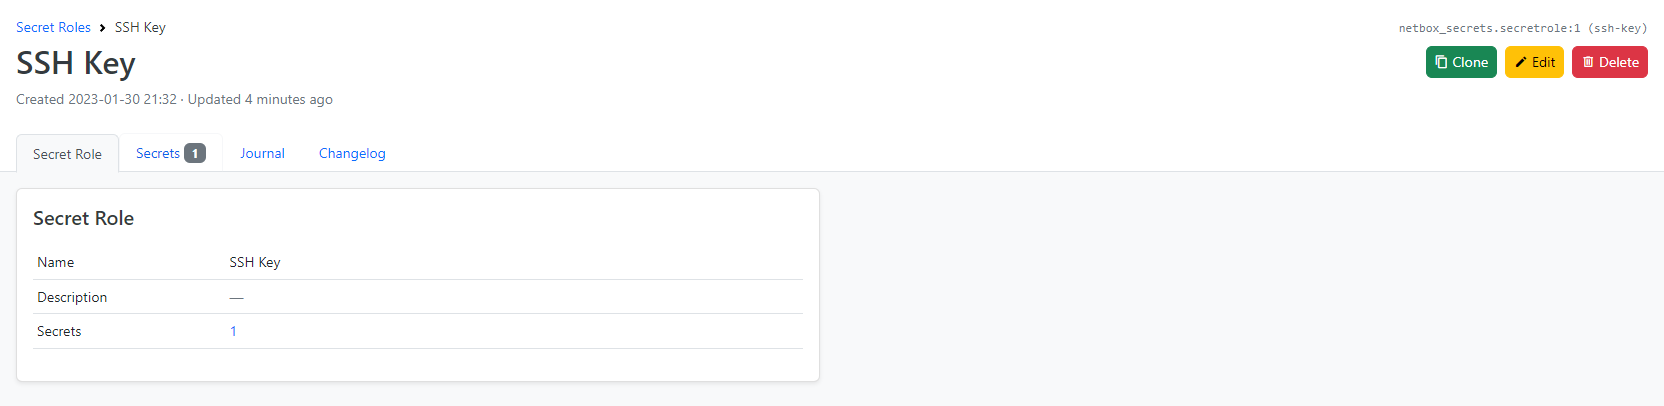 Secret Roles > SSH Key
netbox_secrets.secretrole:1 (ssh-key)
SSH Key
Clone Edit Delete
Created 2023-01-30 21:32 · Updated 4 minutes ago
Secret Role Secrets 1 Journal Changelog
Secret Role
Name SSH Key
Description —
Secrets 1